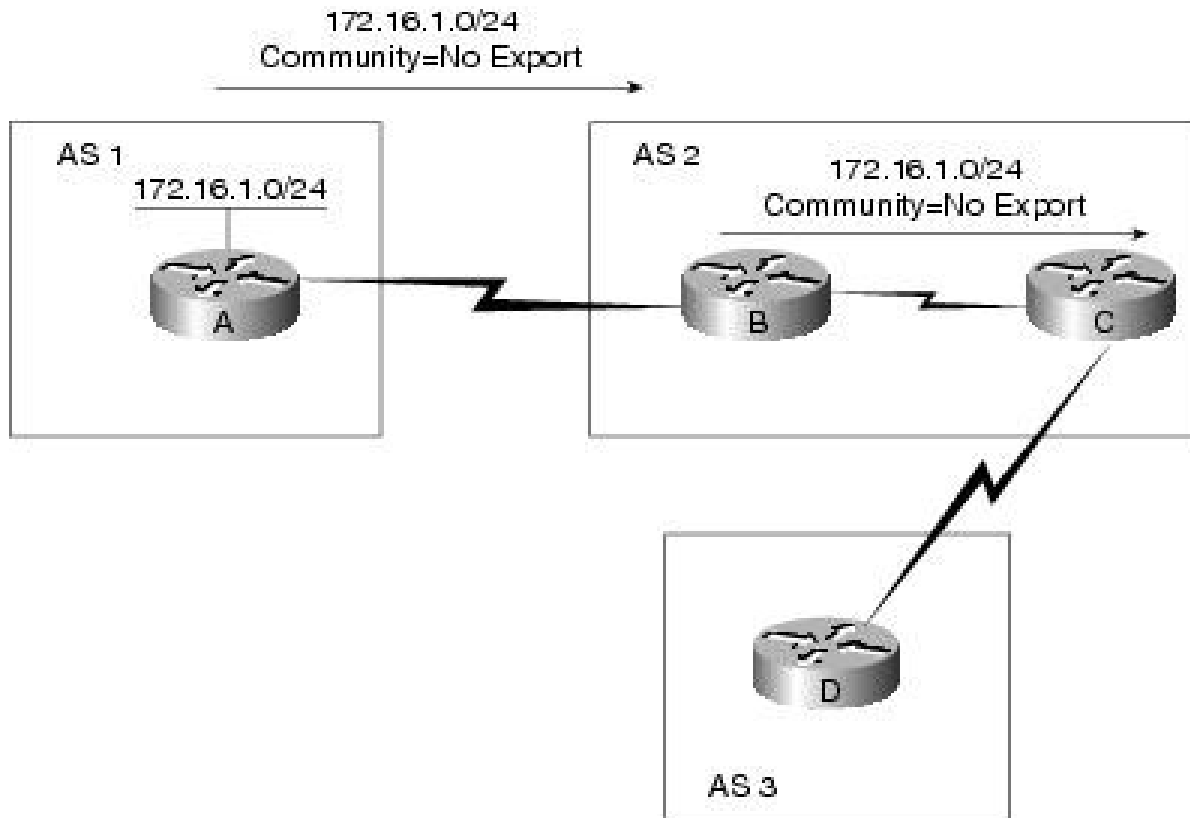 172.16.1.0/24
Community=No Export
AS 1
172.16.1.0/24
A
AS 2
172.16.1.0/24
Community=No Export
B
C
D
AS 3